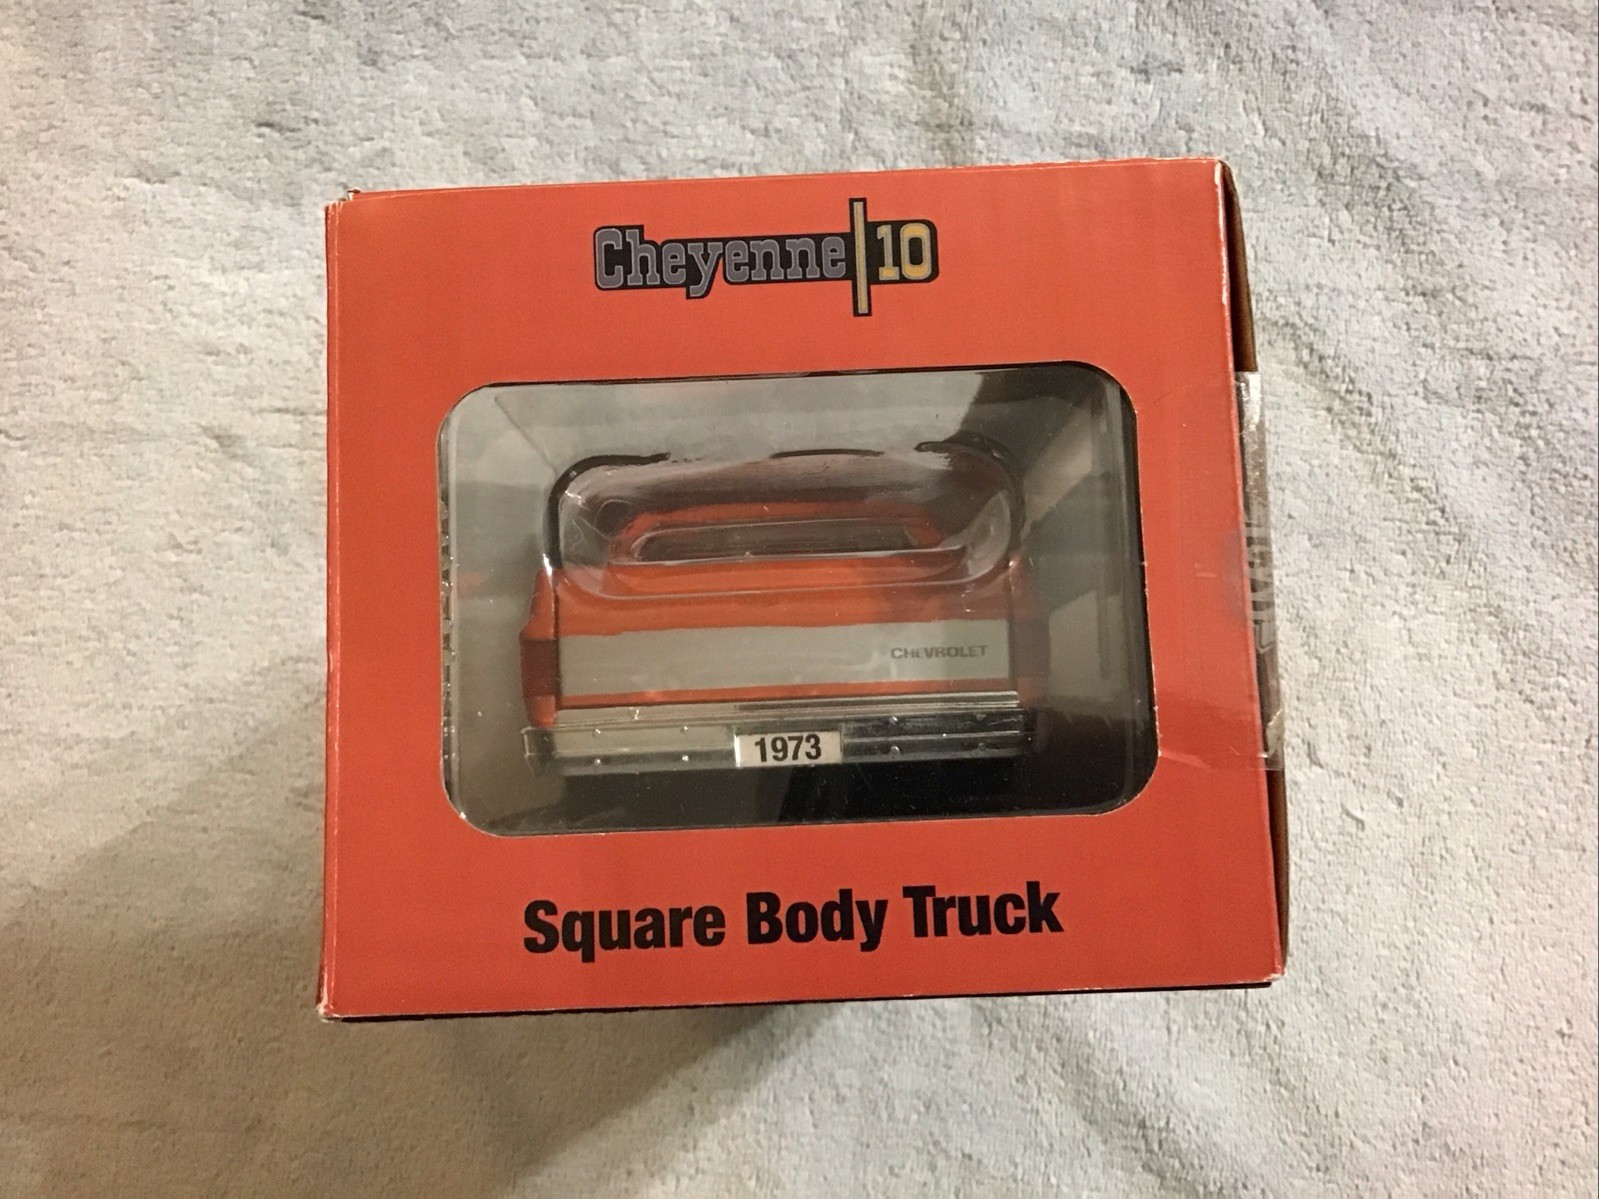 Cheyenne 10
CHEVROLET
1973
Square Body Truck